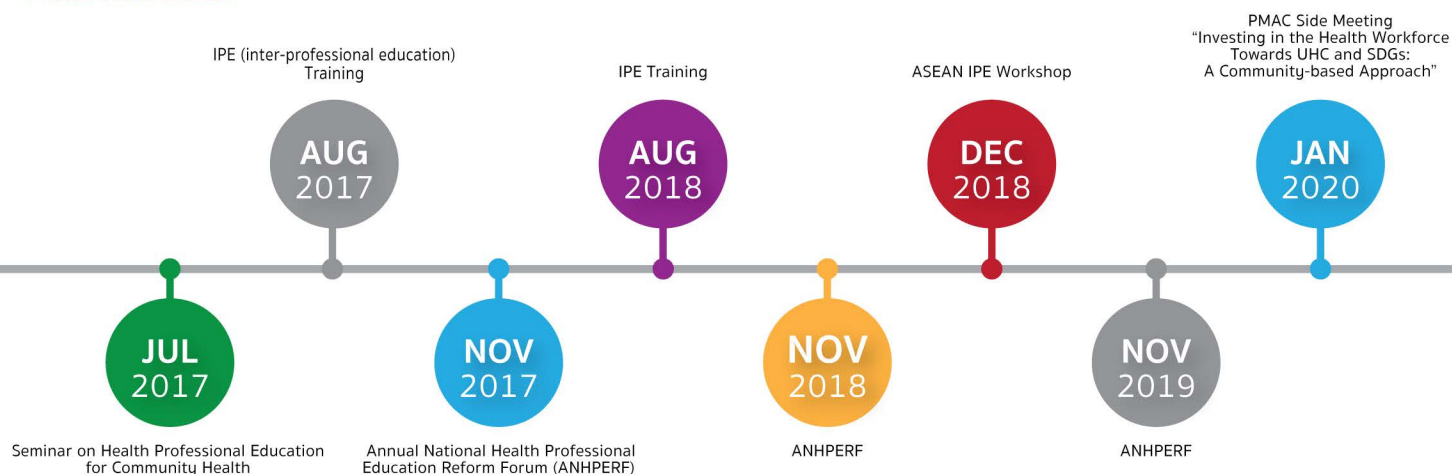 JUL
2017
Seminar on Health Professional Education
for Community Health
IPE (inter-professional education)
Training
AUG
2017
NOV
2017
Annual National Health Professional
Education Reform Forum (ANHPERF)
IPE Training
AUG
2018
NOV
2018
ANHPERF
ASEAN IPE Workshop
DEC
2018
NOV
2019
ANHPERF
PMAC Side Meeting
“Investing in the Health Workforce
Towards UHC and SDGs:
A Community-based Approach”
JAN
2020